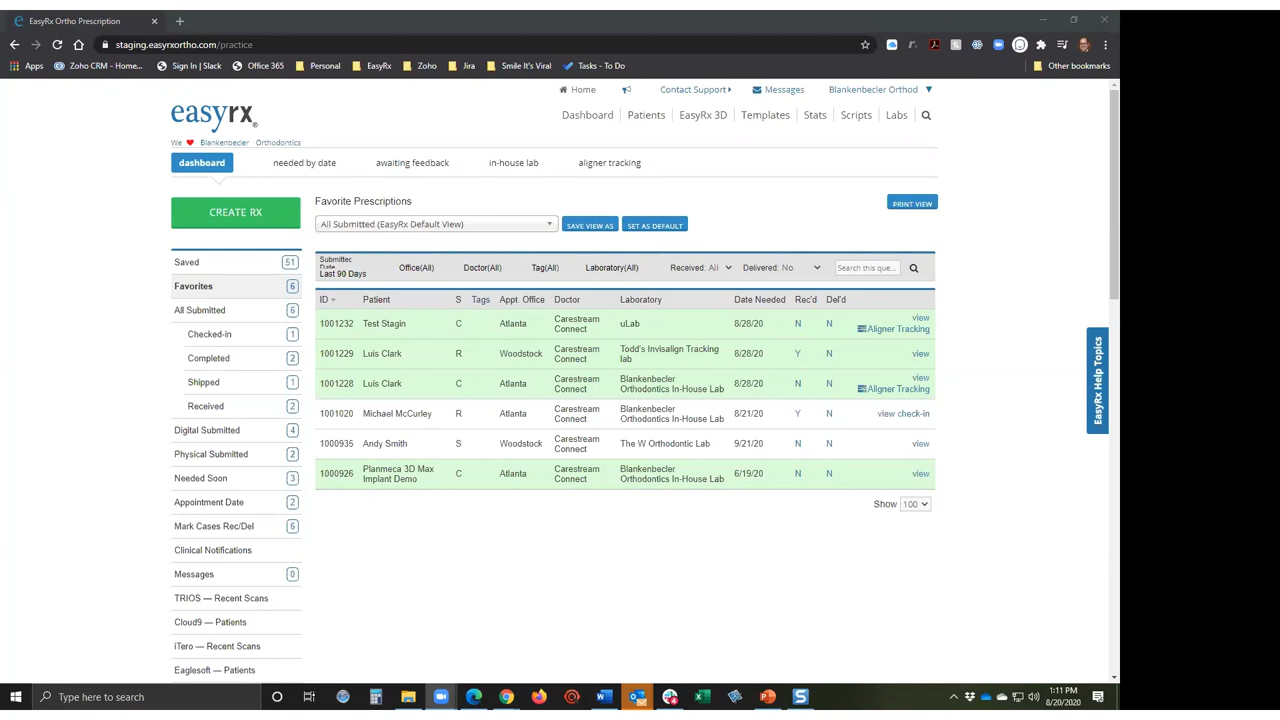 EasyRx Ortho Prescription
staging.easyrxortho.com/practice
Apps Zoho CRM - Home... Sign In | Slack Office 365 Personal EasyRx Zoho Jira Smile It's Viral Tasks - To Do Other bookmarks
Home Contact Support Messages Blankenbecler Orthod
easyrx®
Dashboard Patients EasyRx 3D Templates Stats Scripts Labs
We Blankenbecler Orthodontics
dashboard needed by date awaiting feedback in-house lab aligner tracking
CREATE RX
Favorite Prescriptions
PRINT VIEW
All Submitted (EasyRx Default View) SAVE VIEW AS SET AS DEFAULT
Saved 51
Favorites 6
All Submitted 6
Checked-in 1
Completed 2
Shipped 1
Received 2
Digital Submitted 4
Physical Submitted 2
Needed Soon 3
Appointment Date 2
Mark Cases Rec/Del 6
Clinical Notifications
Messages 0
TRIOS — Recent Scans
Cloud9 — Patients
iTero — Recent Scans
Eaglesoft — Patients
Submitted
Date
Last 90 Days Office(All) Doctor(All) Tag(All) Laboratory(All) Received: All Delivered: No Search this que...
ID Patient S Tags Appt. Office Doctor Laboratory Date Needed Rec'd Del'd
1001232 Test Stagin C Atlanta Carestream Connect uLab 8/28/20 N N view Aligner Tracking
1001229 Luis Clark R Woodstock Carestream Connect Todd's Invisalign Tracking lab 8/28/20 Y N view
1001228 Luis Clark C Atlanta Carestream Connect Blankenbecler Orthodontics In-House Lab 8/28/20 N N view Aligner Tracking
1001020 Michael McCurley R Atlanta Carestream Connect Blankenbecler Orthodontics In-House Lab 8/21/20 Y N view check-in
1000935 Andy Smith S Woodstock Carestream Connect The W Orthodontic Lab 9/21/20 N N view
1000926 Planmeca 3D Max Implant Demo C Atlanta Carestream Connect Blankenbecler Orthodontics In-House Lab 6/19/20 N N view
Show 100
EasyRx Help Topics
Type here to search
1:11 PM
8/20/2020